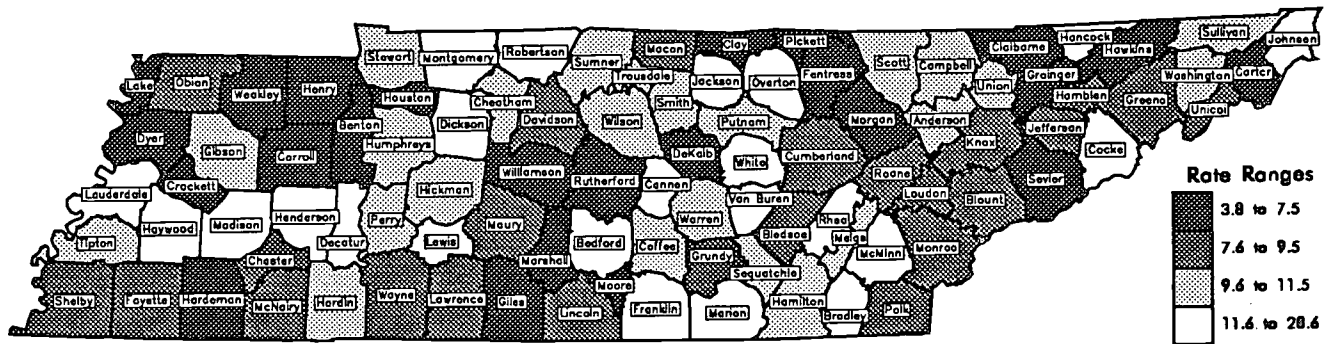 Stewart
Montgomery
Robertson
Sumner
Macon
Clay
Pickett
Scott
Campbell
Claiborne
Hancock
Hawkins
Sullivan
Johnson
Lake
Obion
Weakley
Henry
Houston
Cheatham
Trousdale
Jackson
Overton
Fentress
Union
Grainger
Hamblen
Greene
Washington
Carter
Unicoi
Dyer
Gibson
Carroll
Benton
Humphreys
Dickson
Davidson
Wilson
Smith
Putnam
Morgan
Anderson
Knox
Jefferson
Cocke
Lauderdale
Crockett
Williamson
Rutherford
DeKalb
White
Cumberland
Roane
Loudon
Blount
Sevier
Tipton
Haywood
Madison
Henderson
Decatur
Perry
Hickman
Lewis
Maury
Cannon
Warren
Van Buren
Bledsoe
Rhea
Meigs
McMinn
Monroe
Chester
Marshall
Bedford
Coffee
Grundy
Sequatchie
Moore
Shelby
Fayette
Hardeman
McNairy
Hardin
Wayne
Lawrence
Giles
Lincoln
Franklin
Marion
Hamilton
Bradley
Polk
Rate Ranges
3.8 to 7.5
7.6 to 9.5
9.6 to 11.5
11.6 to 20.6